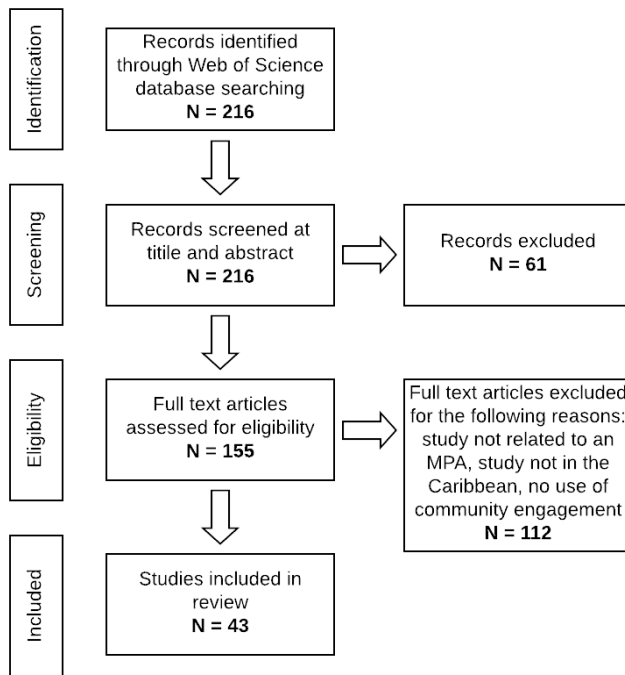 Identification
Records identified
through Web of Science
database searching
N = 216
Screening
Records screened at
titile and abstract
N = 216
Records excluded
N = 61
Eligibility
Full text articles
assessed for eligibility
N = 155
Full text articles excluded
for the following reasons:
study not related to an
MPA, study not in the
Caribbean, no use of
community engagement
N = 112
Included
Studies included in
review
N = 43